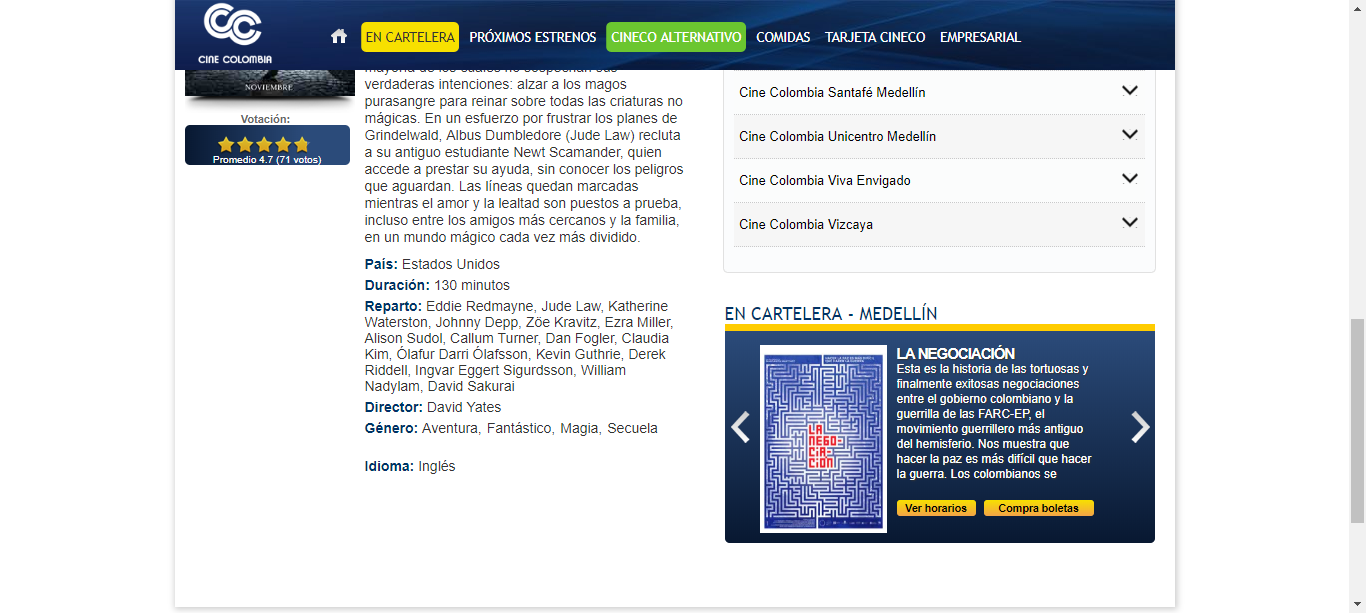 CINE COLOMBIA
EN CARTELERA
PRÓXIMOS ESTRENOS
CINECO ALTERNATIVO
COMIDAS
TARJETA CINECO
EMPRESARIAL
NOVIEMBRE
Votación:
Promedio 4.7 (71 votos)
mayoría de los cuales no sospechan sus
verdaderas intenciones: alzar a los magos
purasangre para reinar sobre todas las criaturas no
mágicas. En un esfuerzo por frustrar los planes de
Grindelwald, Albus Dumbledore (Jude Law) recluta
a su antiguo estudiante Newt Scamander, quien
accede a prestar su ayuda, sin conocer los peligros
que aguardan. Las líneas quedan marcadas
mientras el amor y la lealtad son puestos a prueba,
incluso entre los amigos más cercanos y la familia,
en un mundo mágico cada vez más dividido.
País: Estados Unidos
Duración: 130 minutos
Reparto: Eddie Redmayne, Jude Law, Katherine
Waterston, Johnny Depp, Zöe Kravitz, Ezra Miller,
Alison Sudol, Callum Turner, Dan Fogler, Claudia
Kim, Ólafur Darri Ólafsson, Kevin Guthrie, Derek
Riddell, Ingvar Eggert Sigurdsson, William
Nadylam, David Sakurai
Director: David Yates
Género: Aventura, Fantástico, Magia, Secuela
Idioma: Inglés
Cine Colombia Santafé Medellín
Cine Colombia Unicentro Medellín
Cine Colombia Viva Envigado
Cine Colombia Vizcaya
EN CARTELERA - MEDELLÍN
LA
NEGO-
CIA
CIÓN
LA NEGOCIACIÓN
Esta es la historia de las tortuosas y
finalmente exitosas negociaciones
entre el gobierno colombiano y la
guerrilla de las FARC-EP, el
movimiento guerrillero más antiguo
del hemisferio. Nos muestra que
hacer la paz es más difícil que hacer
la guerra. Los colombianos se
Ver horarios
Compra boletas